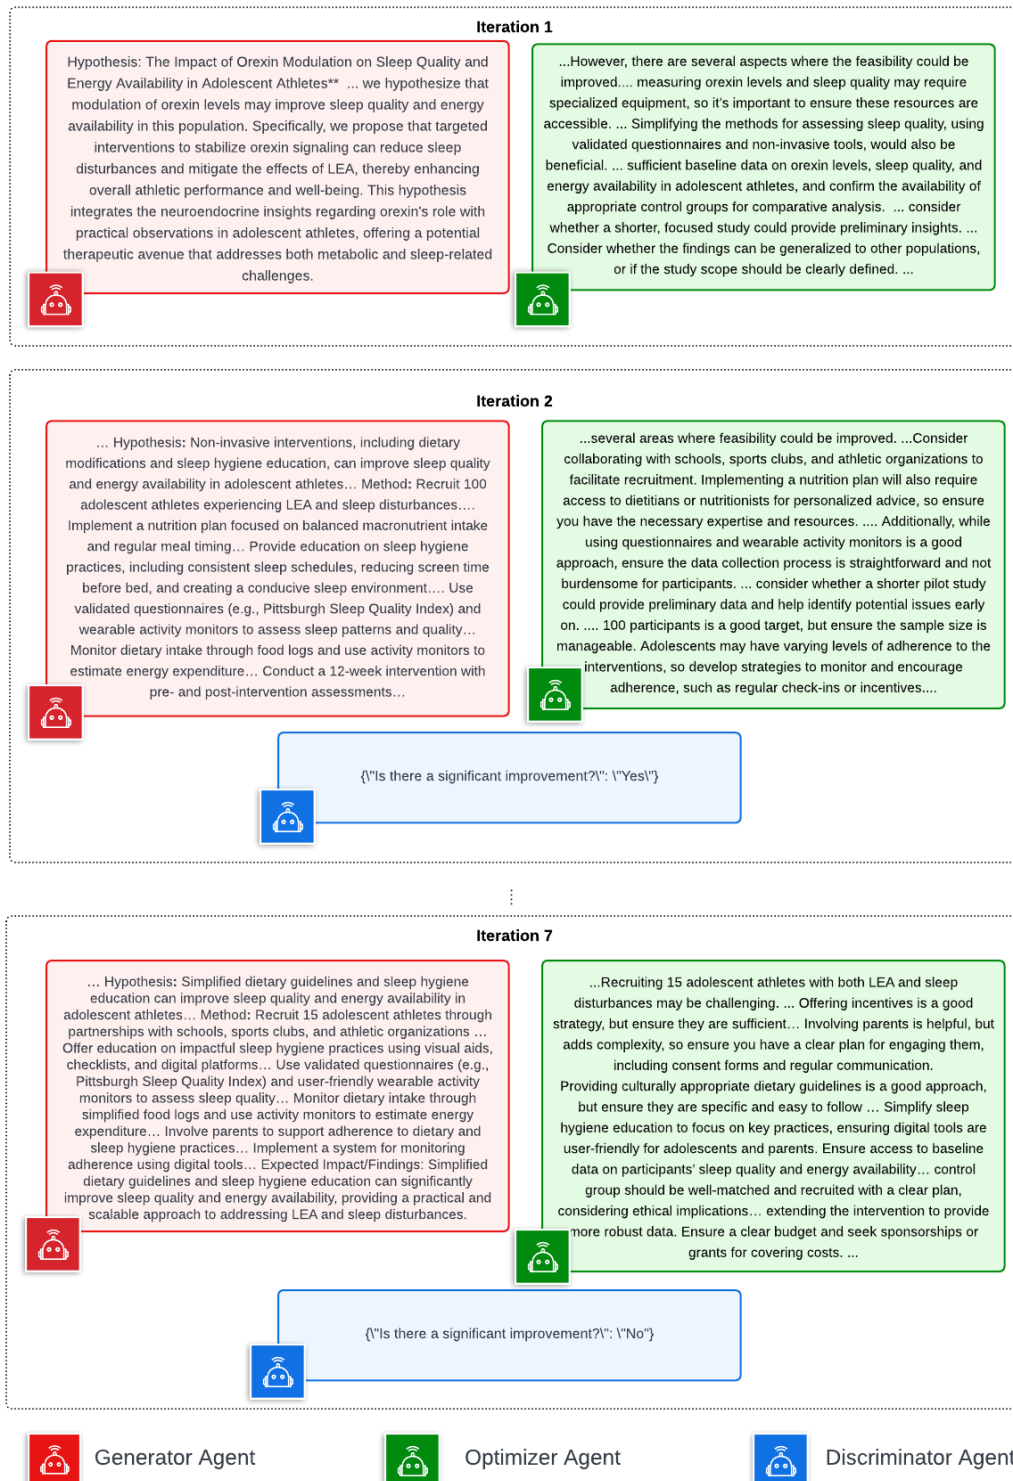 Iteration 1
Hypothesis: The Impact of Orexin Modulation on Sleep Quality and
Energy Availability in Adolescent Athletes** ... we hypothesize that
modulation of orexin levels may improve sleep quality and energy
availability in this population. Specifically, we propose that targeted
interventions to stabilize orexin signaling can reduce sleep
disturbances and mitigate the effects of LEA, thereby enhancing
overall athletic performance and well-being. This hypothesis
integrates the neuroendocrine insights regarding orexin's role with
practical observations in adolescent athletes, offering a potential
therapeutic avenue that addresses both metabolic and sleep-related
challenges.
...However, there are several aspects where the feasibility could be
improved.... measuring orexin levels and sleep quality may require
specialized equipment, so it's important to ensure these resources are
accessible. ... Simplifying the methods for assessing sleep quality, using
validated questionnaires and non-invasive tools, would also be
beneficial. ... sufficient baseline data on orexin levels, sleep quality, and
energy availability in adolescent athletes, and confirm the availability of
appropriate control groups for comparative analysis. ... consider
whether a shorter, focused study could provide preliminary insights. ...
Consider whether the findings can be generalized to other populations,
or if the study scope should be clearly defined. ...
Iteration 2
... Hypothesis: Non-invasive interventions, including dietary
modifications and sleep hygiene education, can improve sleep quality
and energy availability in adolescent athletes... Method: Recruit 100
adolescent athletes experiencing LEA and sleep disturbances....
Implement a nutrition plan focused on balanced macronutrient intake
and regular meal timing... Provide education on sleep hygiene
practices, including consistent sleep schedules, reducing screen time
before bed, and creating a conducive sleep environment.... Use
validated questionnaires (e.g., Pittsburgh Sleep Quality Index) and
wearable activity monitors to assess sleep patterns and quality...
Monitor dietary intake through food logs and use activity monitors to
estimate energy expenditure... Conduct a 12-week intervention with
pre- and post-intervention assessments...
...several areas where feasibility could be improved. ...Consider
collaborating with schools, sports clubs, and athletic organizations to
facilitate recruitment. Implementing a nutrition plan will also require
access to dietitians or nutritionists for personalized advice, so ensure
you have the necessary expertise and resources. .... Additionally, while
using questionnaires and wearable activity monitors is a good
approach, ensure the data collection process is straightforward and not
burdensome for participants. ... consider whether a shorter pilot study
could provide preliminary data and help identify potential issues early
on. .... 100 participants is a good target, but ensure the sample size is
manageable. Adolescents may have varying levels of adherence to the
interventions, so develop strategies to monitor and encourage
adherence, such as regular check-ins or incentives....
{\"Is there a significant improvement?\": \"Yes\"}
Iteration 7
... Hypothesis: Simplified dietary guidelines and sleep hygiene
education can improve sleep quality and energy availability in
adolescent athletes... Method: Recruit 15 adolescent athletes through
partnerships with schools, sports clubs, and athletic organizations ...
Offer education on impactful sleep hygiene practices using visual aids,
checklists, and digital platforms... Use validated questionnaires (e.g.,
Pittsburgh Sleep Quality Index) and user-friendly wearable activity
monitors to assess sleep quality... Monitor dietary intake through
simplified food logs and use activity monitors to estimate energy
expenditure... Involve parents to support adherence to dietary and
sleep hygiene practices... Implement a system for monitoring
adherence using digital tools... Expected Impact/Findings: Simplified
dietary guidelines and sleep hygiene education can significantly
improve sleep quality and energy availability, providing a practical and
scalable approach to addressing LEA and sleep disturbances.
...Recruiting 15 adolescent athletes with both LEA and sleep
disturbances may be challenging. ... Offering incentives is a good
strategy, but ensure they are sufficient... Involving parents is helpful, but
adds complexity, so ensure you have a clear plan for engaging them,
including consent forms and regular communication.
Providing culturally appropriate dietary guidelines is a good approach,
but ensure they are specific and easy to follow ... Simplify sleep
hygiene education to focus on key practices, ensuring digital tools are
user-friendly for adolescents and parents. Ensure access to baseline
data on participants' sleep quality and energy availability... control
group should be well-matched and recruited with a clear plan,
considering ethical implications... extending the intervention to provide
more robust data. Ensure a clear budget and seek sponsorships or
grants for covering costs. ...
{\"Is there a significant improvement?\": \"No"}
Generator Agent
Optimizer Agent
Discriminator Agent